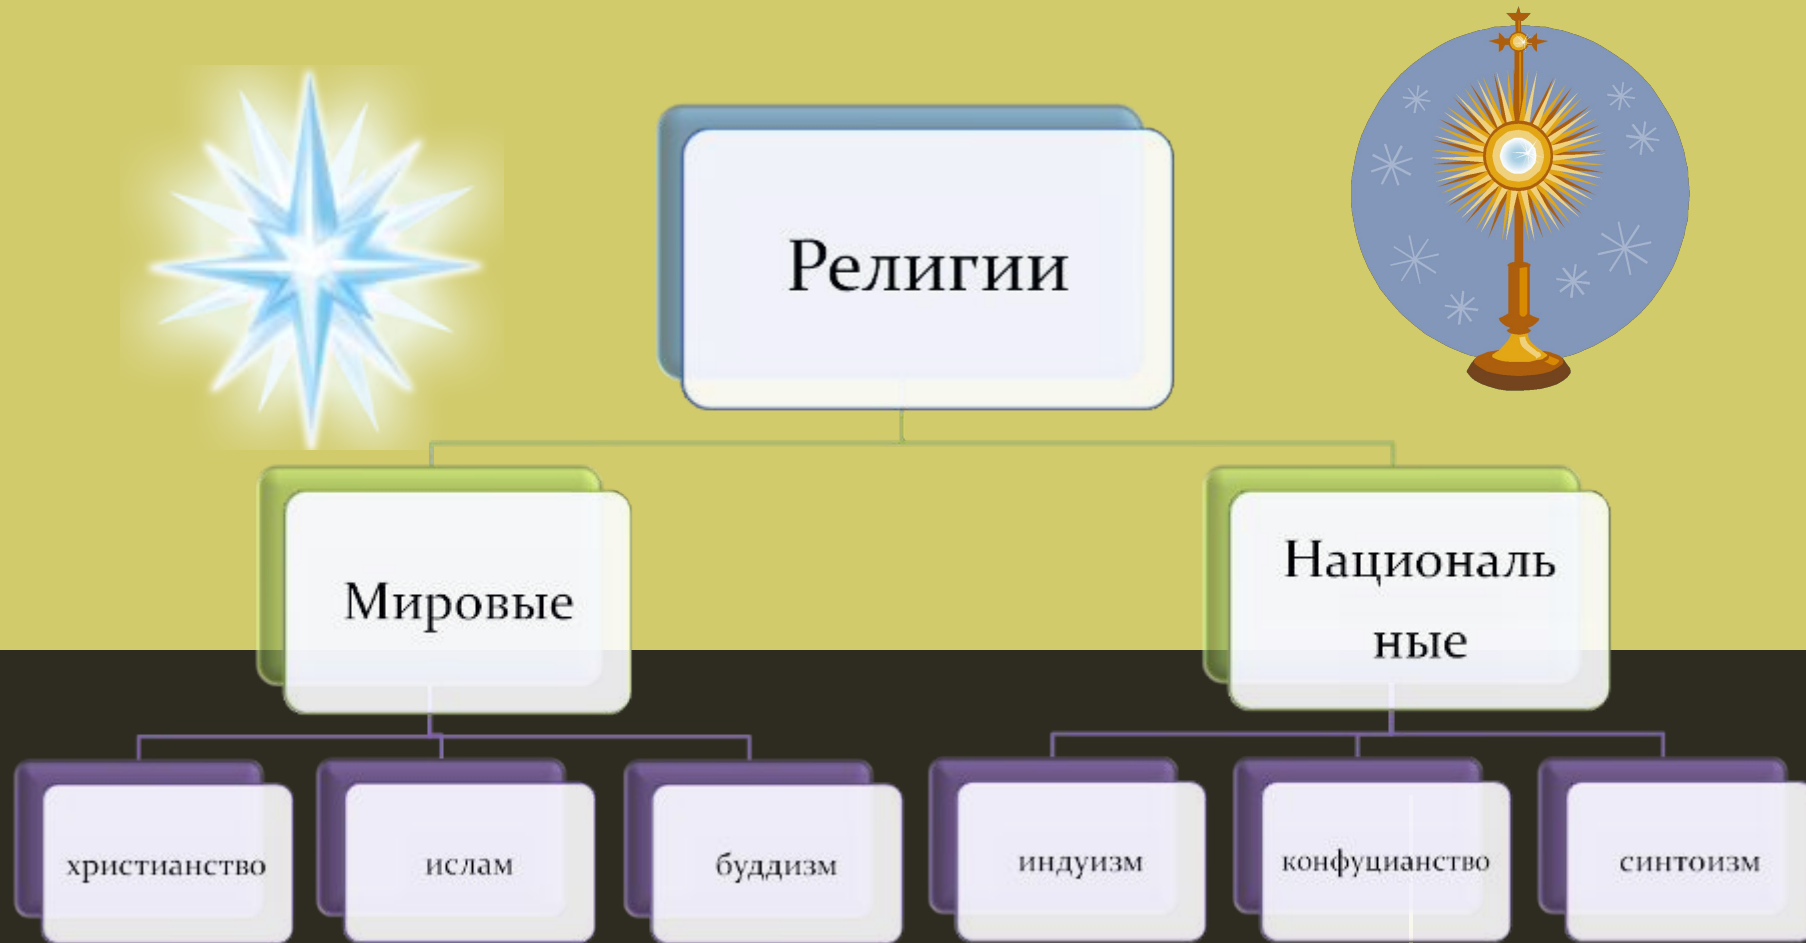 Религии
Мировые
Националь
ные
христианство
ислам
буддизм
индуизм
конфуцианство
синтоизм